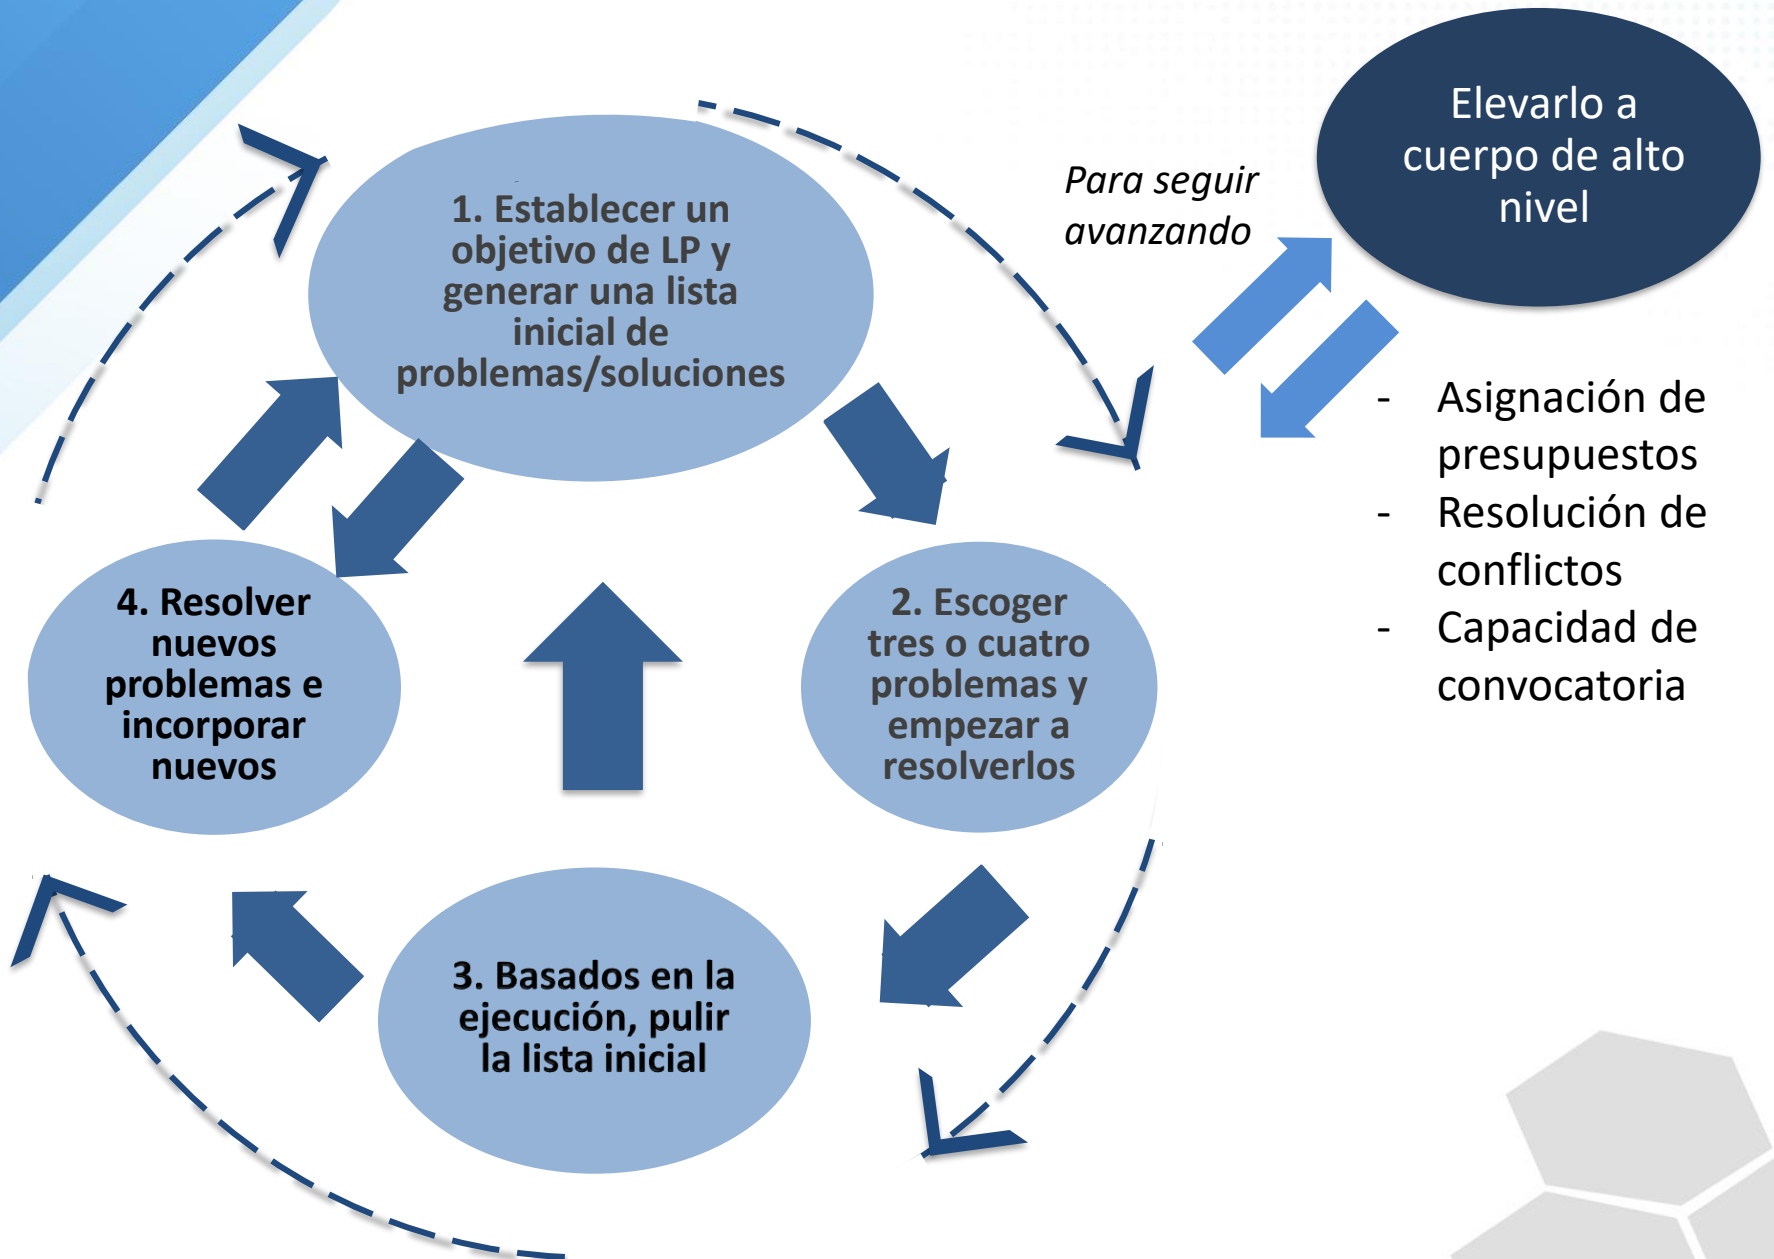 1. Establecer un
objetivo de LP y
generar una lista
inicial de
problemas/soluciones
2. Escoger
tres o cuatro
problemas y
empezar a
resolverlos
3. Basados en la
ejecución, pulir
la lista inicial
4. Resolver
nuevos
problemas e
incorporar
nuevos
Para seguir
avanzando
Elevarlo a
cuerpo de alto
nivel
- Asignación de
presupuestos
- Resolución de
conflictos
- Capacidad de
convocatoria